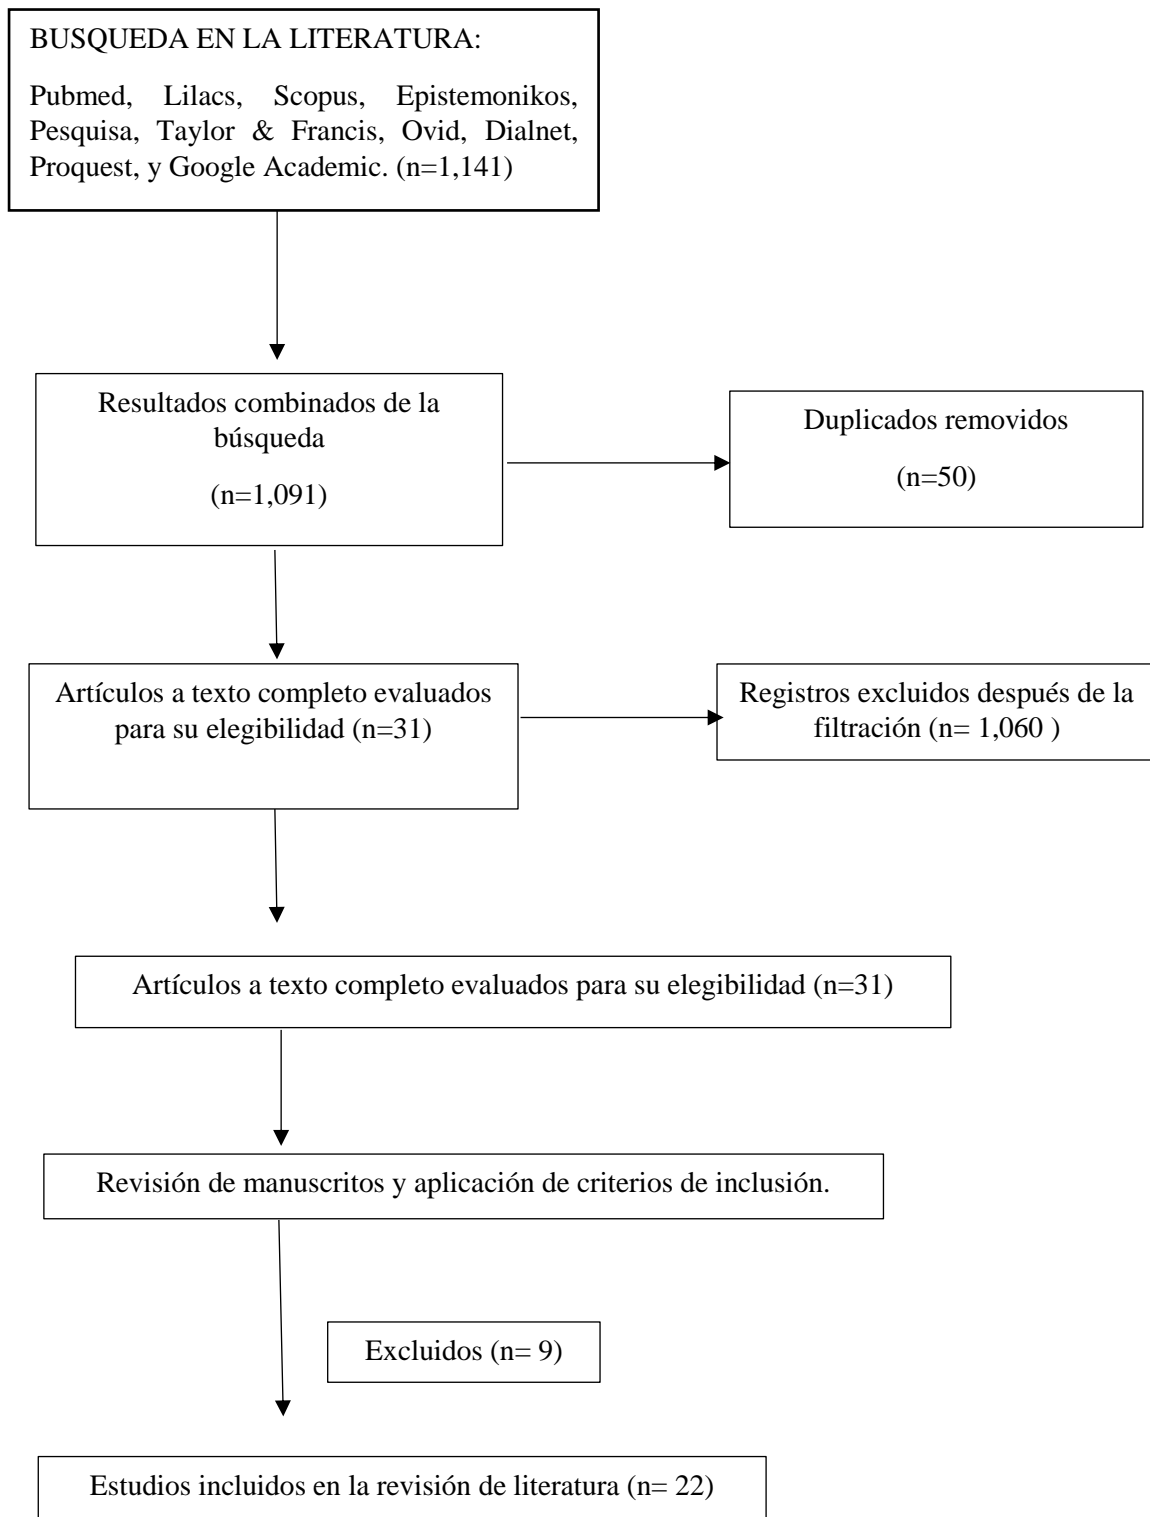 BUSQUEDA EN LA LITERATURA:
Pubmed, Lilacs, Scopus, Epistemonikos,
Pesquisa, Taylor & Francis, Ovid, Dialnet,
Proquest, y Google Academic. (n=1,141)
Resultados combinados de la
búsqueda
(n=1,091)
Duplicados removidos
(n=50)
Artículos a texto completo evaluados
para su elegibilidad (n=31)
Registros excluidos después de la
filtración (n= 1,060 )
Artículos a texto completo evaluados para su elegibilidad (n=31)
Revisión de manuscritos y aplicación de criterios de inclusión.
Excluidos (n= 9)
Estudios incluidos en la revisión de literatura (n= 22)